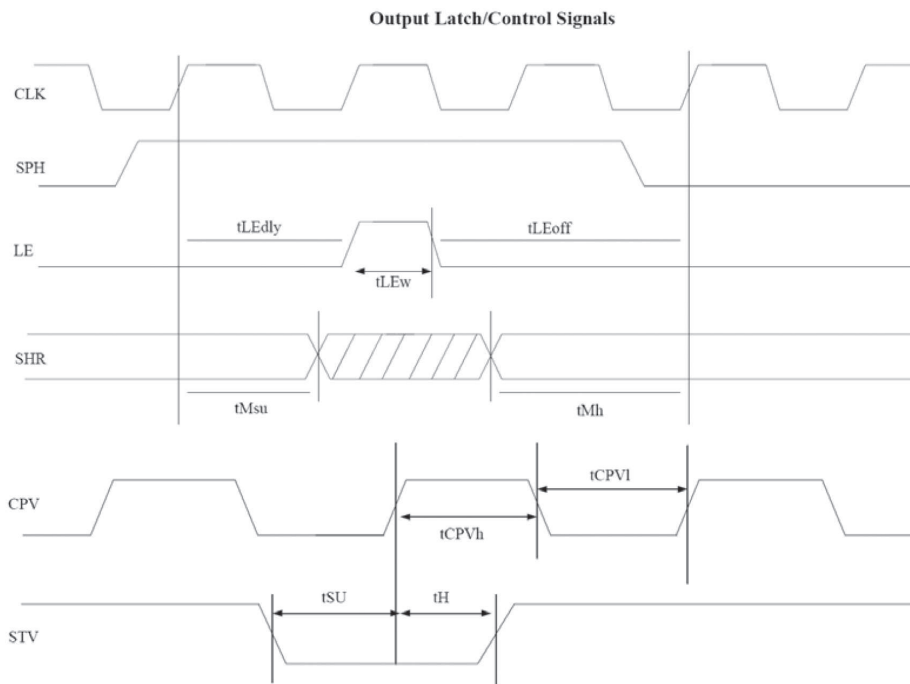 Output Latch/Control Signals
CLK
SPH
tLEdly
tLEoff
LE
tLEw
SHR
tMsu
tMh
tCPVl
CPV
tCPVh
tSU
tH
STV